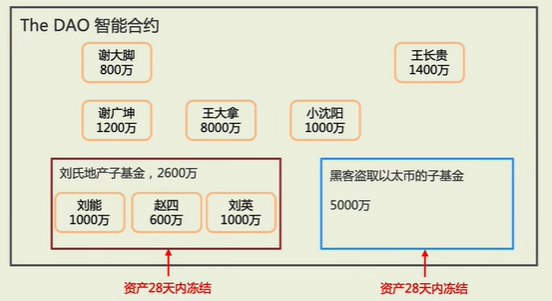 The DAO 智能合约
谢大脚
800万
王长贵
1400万
谢广坤
1200万
王大拿
8000万
小沈阳
1000万
刘氏地产子基金，2600万
刘能
1000万
赵四
600万
刘英
1000万
黑客盗取以太币的子基金
5000万
资产28天内冻结
资产28天内冻结